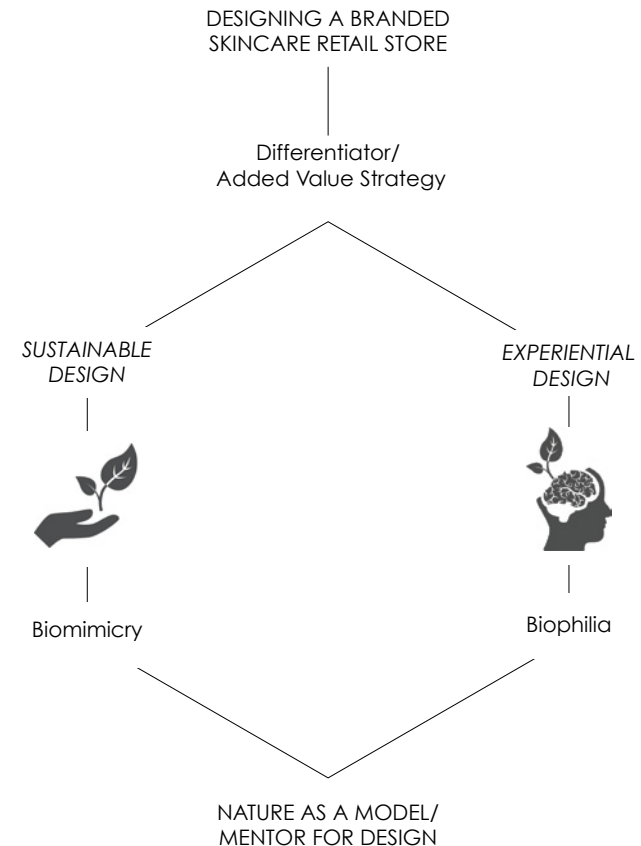 DESIGNING A BRANDED
SKINCARE RETAIL STORE
Differentiator/
Added Value Strategy
SUSTAINABLE
DESIGN
EXPERIENTIAL
DESIGN
Biomimicry
Biophilia
NATURE AS A MODEL/
MENTOR FOR DESIGN